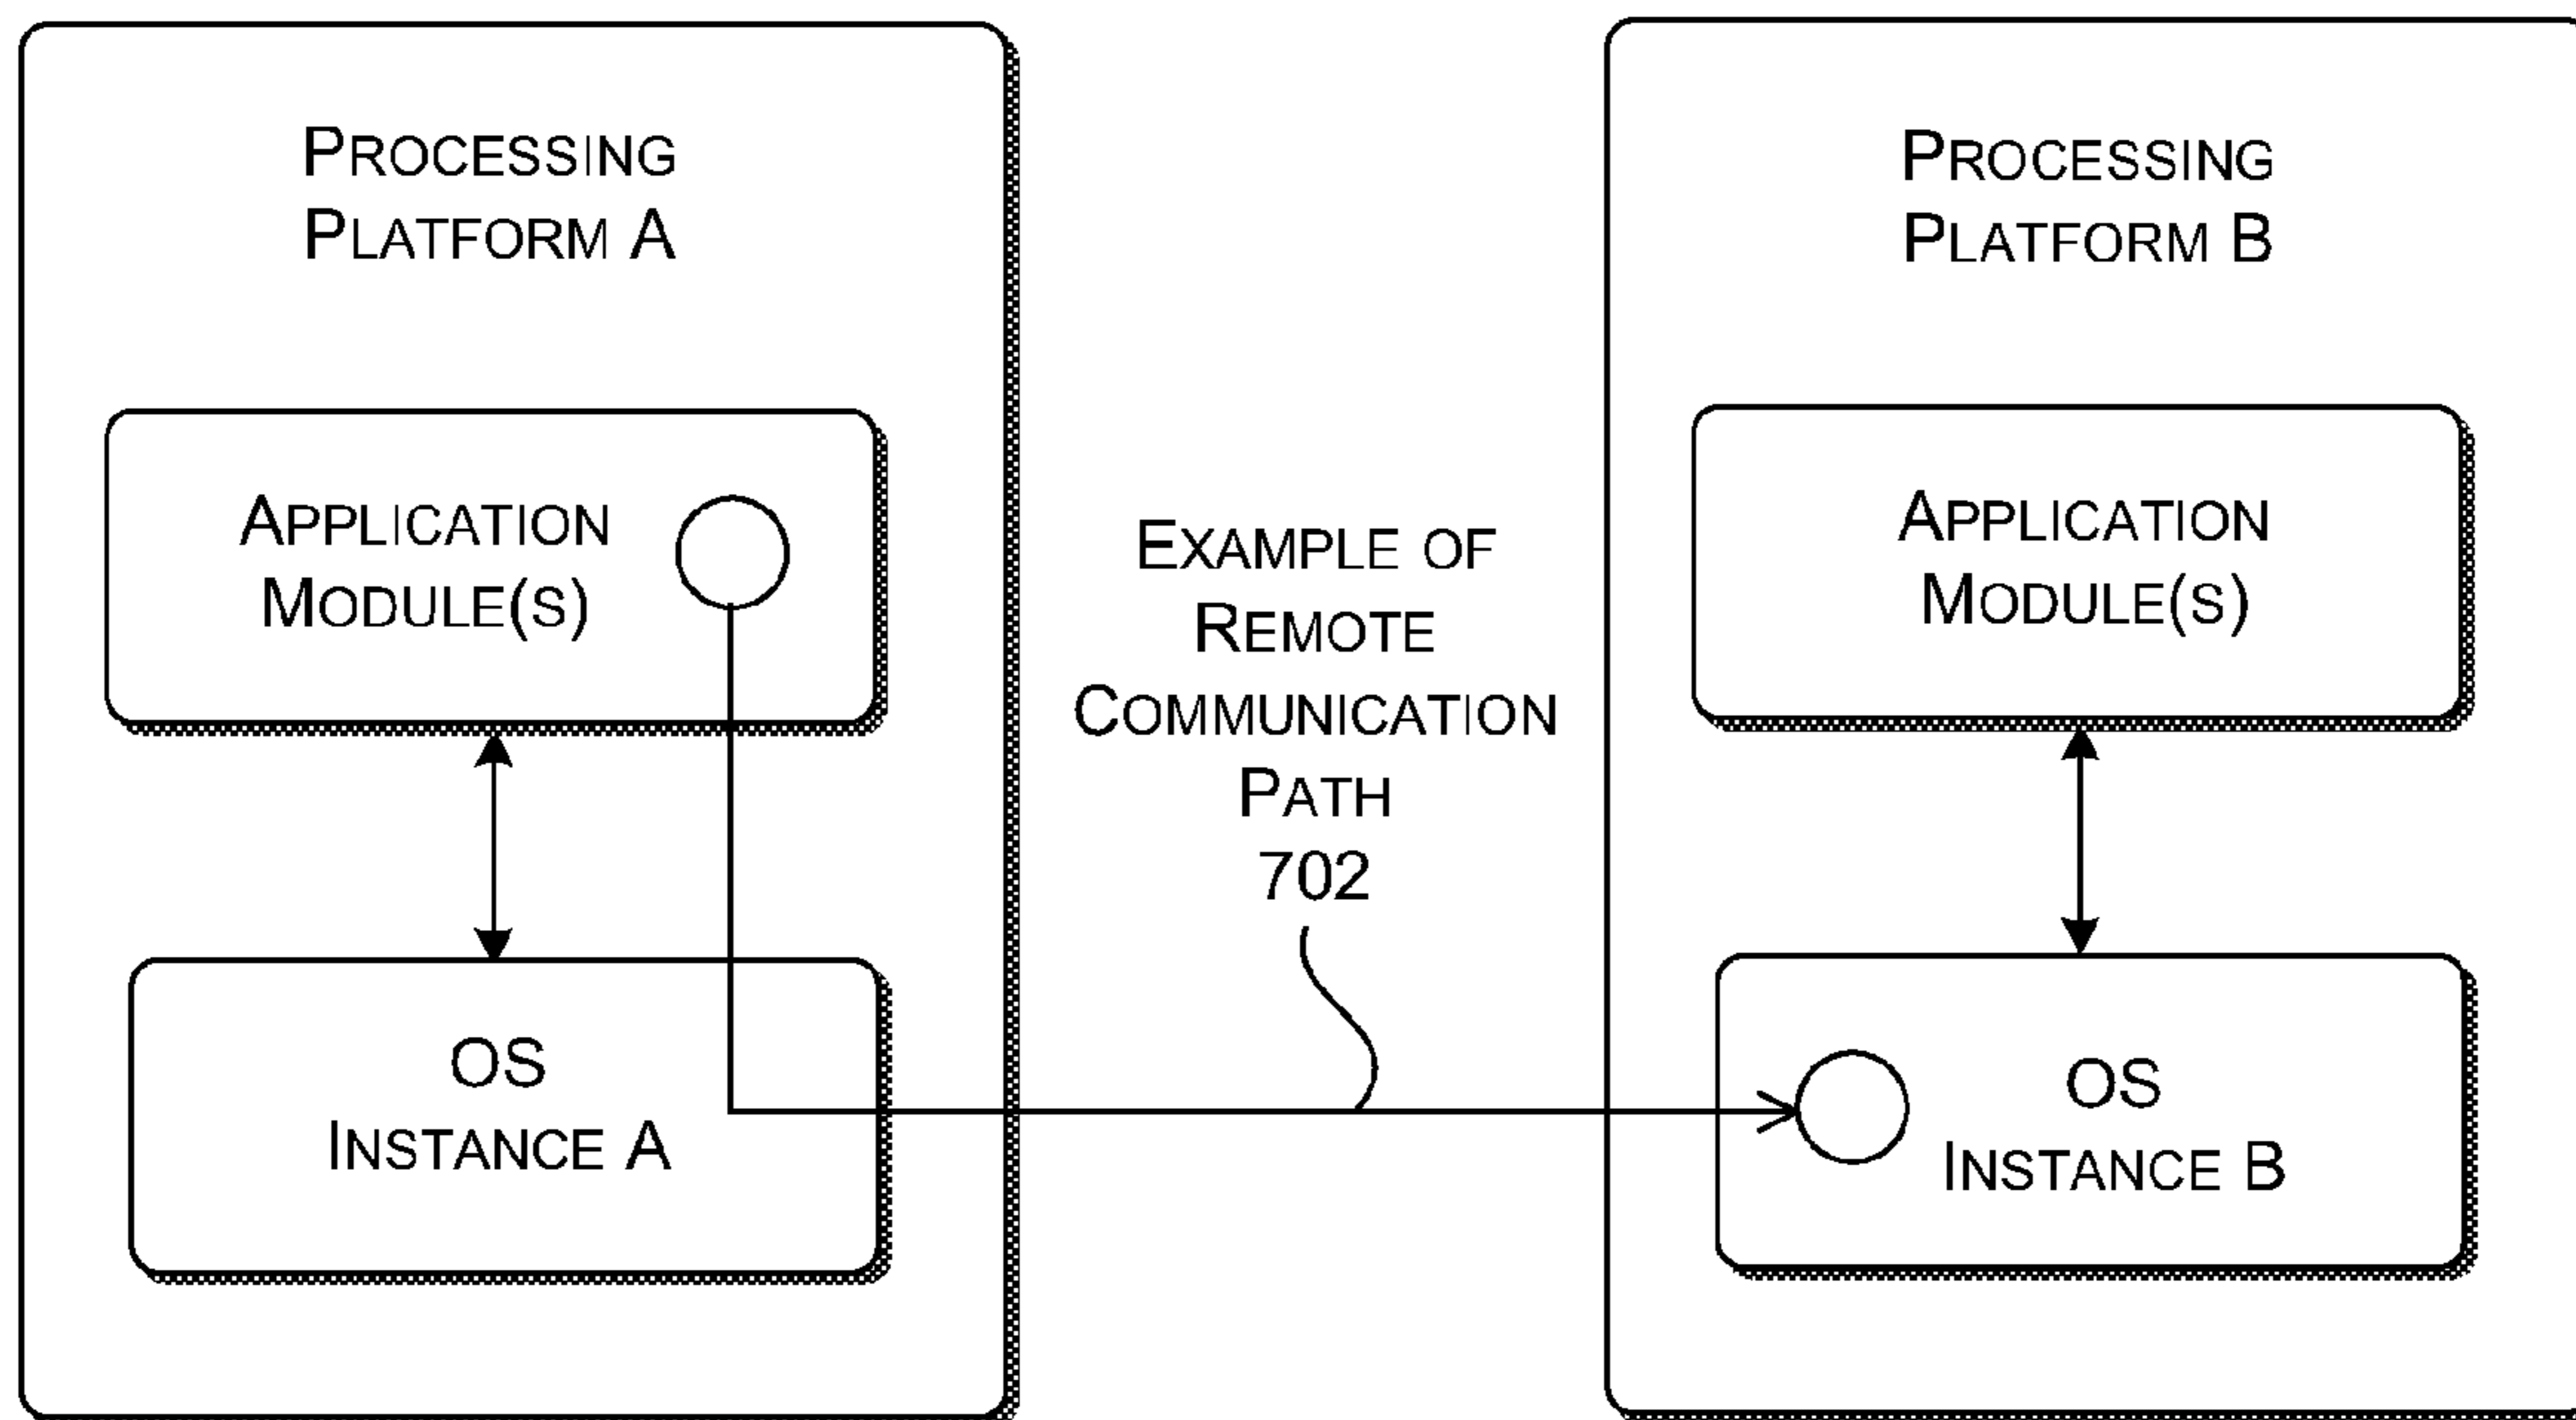 PROCESSING
PLATFORM A
APPLICATION
MODULE(S)
OS
INSTANCE A
EXAMPLE OF
REMOTE
COMMUNICATION
PATH
702
PROCESSING
PLATFORM B
APPLICATION
MODULE(S)
OS
INSTANCE B